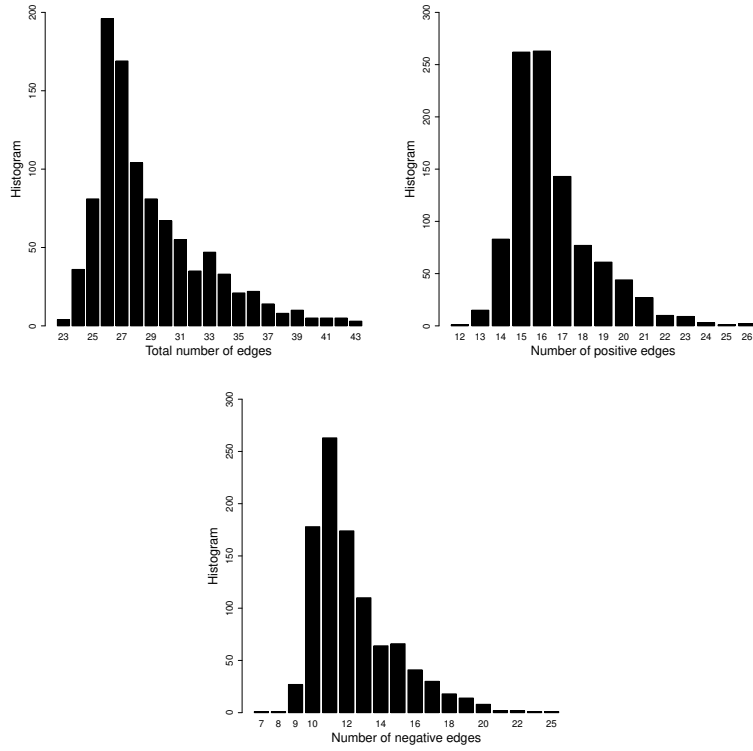 200
150
100
50
0
Histogram
23 25 27 29 31 33 35 37 39 41 43
Total number of edges
300
250
200
150
100
50
0
Histogram
12 13 14 15 16 17 18 19 20 21 22 23 24 25 26
Number of positive edges
300
250
200
150
100
50
0
Histogram
7 8 9 10 12 14 16 18 20 22 25
Number of negative edges